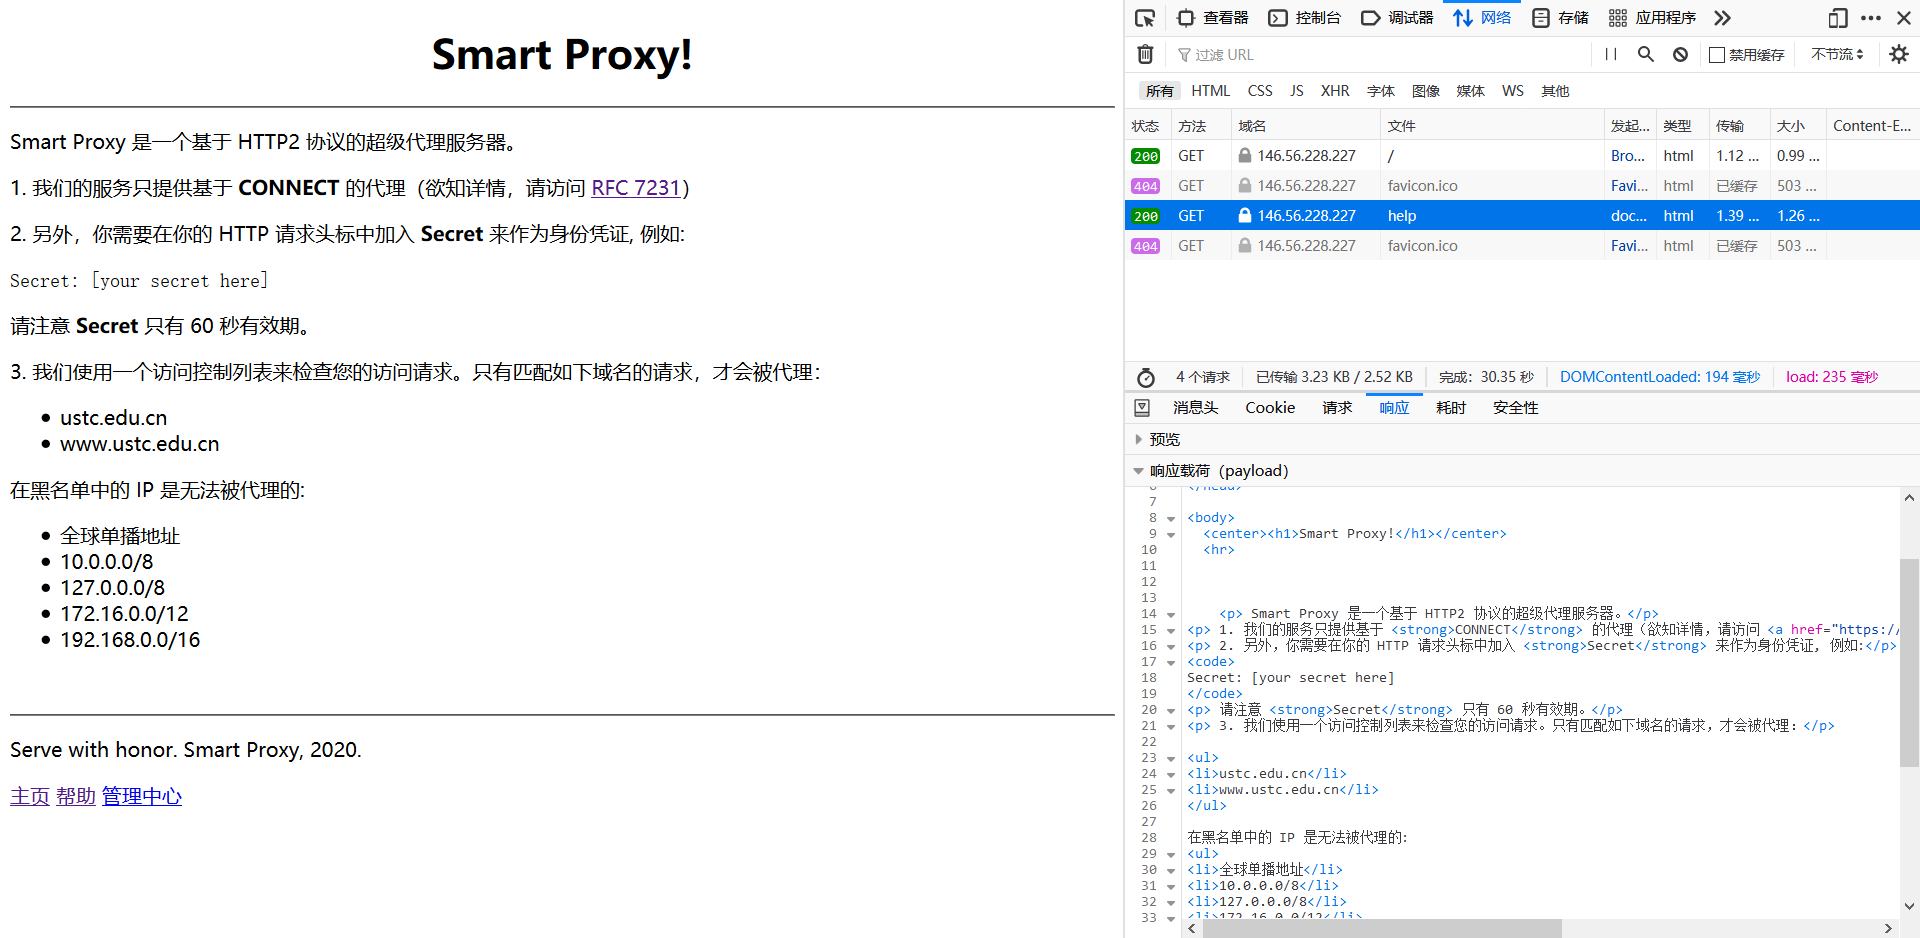 Smart Proxy!
Smart Proxy 是一个基于 HTTP2 协议的超级代理服务器。
1. 我们的服务只提供基于 CONNECT 的代理（欲知详情，请访问 RFC 7231）
2. 另外，你需要在你的 HTTP 请求头标中加入 Secret 来作为身份凭证, 例如:
Secret: [your secret here]
请注意 Secret 只有 60 秒有效期。
3. 我们使用一个访问控制列表来检查您的访问请求。只有匹配如下域名的请求，才会被代理：
ustc.edu.cn
www.ustc.edu.cn
在黑名单中的 IP 是无法被代理的:
全球单播地址
10.0.0.0/8
127.0.0.0/8
172.16.0.0/12
192.168.0.0/16
Serve with honor. Smart Proxy, 2020.
主页 帮助 管理中心
查看器 控制台 调试器 网络 存储 应用程序
过滤 URL 禁用缓存 不节流
所有 HTML CSS JS XHR 字体 图像 媒体 WS 其他
状态 方法 域名 文件 发起... 类型 传输 大小 Content-E...
200 GET 146.56.228.227 / Bro... html 1.12 ... 0.99 ...
404 GET 146.56.228.227 favicon.ico Favi... html 已缓存 503 ...
200 GET 146.56.228.227 help doc... html 1.39 ... 1.26 ...
404 GET 146.56.228.227 favicon.ico Favi... html 已缓存 503 ...
4 个请求 已传输 3.23 KB / 2.52 KB 完成：30.35 秒 DOMContentLoaded: 194 毫秒 load: 235 毫秒
消息头 Cookie 请求 响应 耗时 安全性
预览
响应载荷（payload）
6 </head>
7
8 <body>
9 <center><h1>Smart Proxy!</h1></center>
10 <hr>
11
12
13
14 <p> Smart Proxy 是一个基于 HTTP2 协议的超级代理服务器。</p>
15 <p> 1. 我们的服务只提供基于 <strong>CONNECT</strong> 的代理（欲知详情，请访问 <a href="https:/
16 <p> 2. 另外，你需要在你的 HTTP 请求头标中加入 <strong>Secret</strong> 来作为身份凭证, 例如:</p>
17 <code>
18 Secret: [your secret here]
19 </code>
20 <p> 请注意 <strong>Secret</strong> 只有 60 秒有效期。</p>
21 <p> 3. 我们使用一个访问控制列表来检查您的访问请求。只有匹配如下域名的请求，才会被代理：</p>
22
23 <ul>
24 <li>ustc.edu.cn</li>
25 <li>www.ustc.edu.cn</li>
26 </ul>
27
28 在黑名单中的 IP 是无法被代理的:
29 <ul>
30 <li>全球单播地址</li>
31 <li>10.0.0.0/8</li>
32 <li>127.0.0.0/8</li>
33 <li>172.16.0.0/12</li>